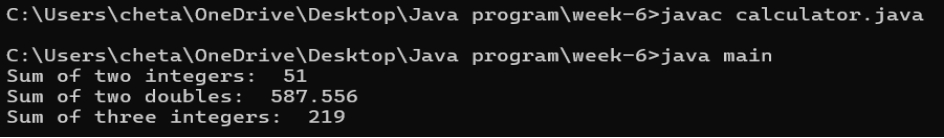 C:\Users\cheta\OneDrive\Desktop\Java program\week-6>javac calculator.java
C:\Users\cheta\OneDrive\Desktop\Java program\week-6>java main
Sum of two integers:  51
Sum of two doubles:  587.556
Sum of three integers:  219